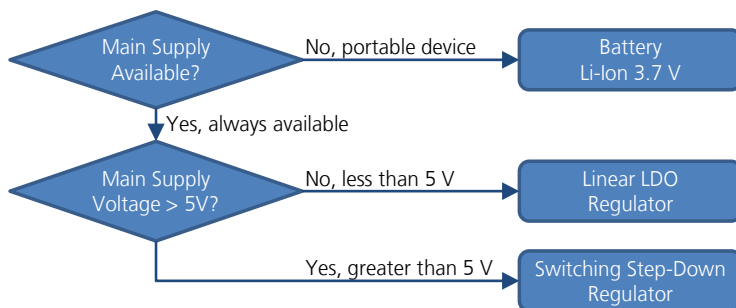 Main Supply
Available?
No, portable device
Battery
Li-Ion 3.7 V
Yes, always available
Main Supply
Voltage > 5V?
No, less than 5 V
Linear LDO
Regulator
Yes, greater than 5 V
Switching Step-Down
Regulator